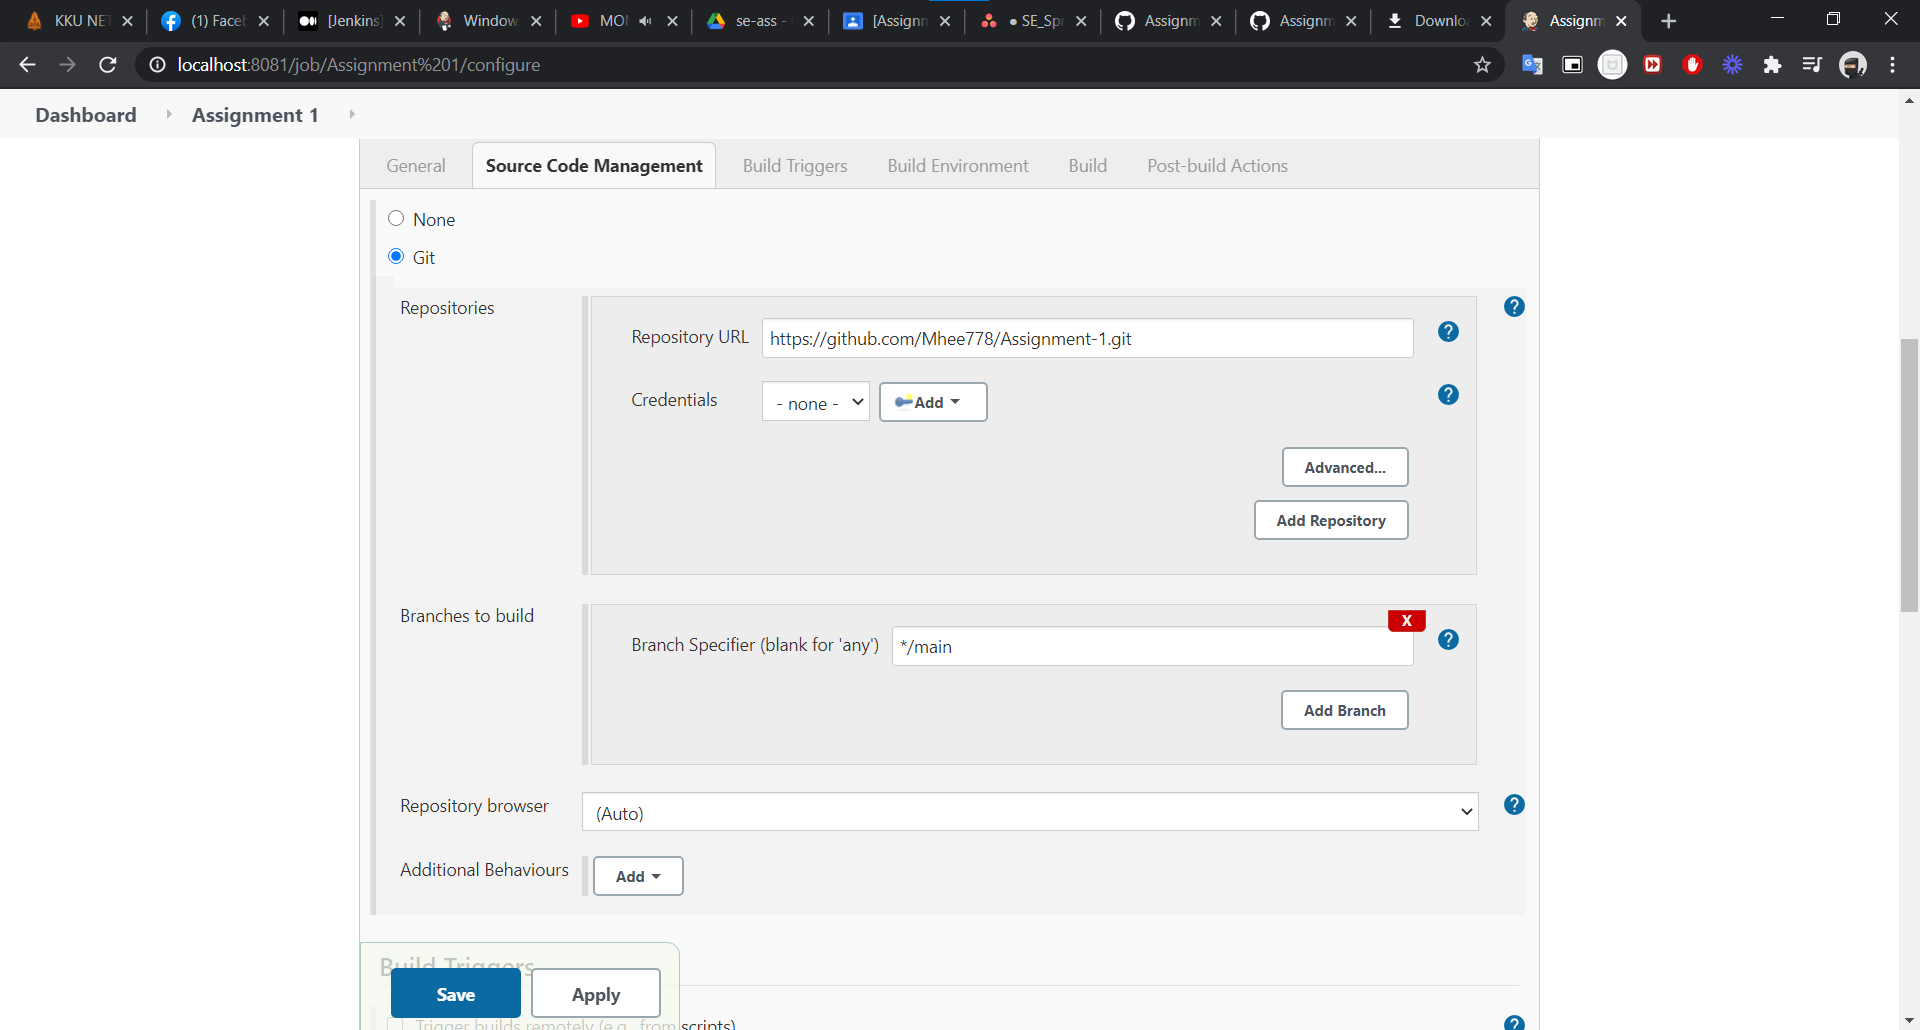 KKU NET
(1) Faceb
[Jenkins]
Window
MO
se-ass -
[Assignm
• SE_Spr
Assignm
Assignm
Downlo
Assignm
localhost:8081/job/Assignment%201/configure
Dashboard
Assignment 1
General
Source Code Management
Build Triggers
Build Environment
Build
Post-build Actions
None
Git
Repositories
Repository URL
https://github.com/Mhee778/Assignment-1.git
Credentials
- none -
Add
Advanced...
Add Repository
Branches to build
X
Branch Specifier (blank for 'any')
*/main
Add Branch
Repository browser
(Auto)
Additional Behaviours
Add
Build Triggers
Save
Apply
Trigger builds remotely (e.g., from scripts)